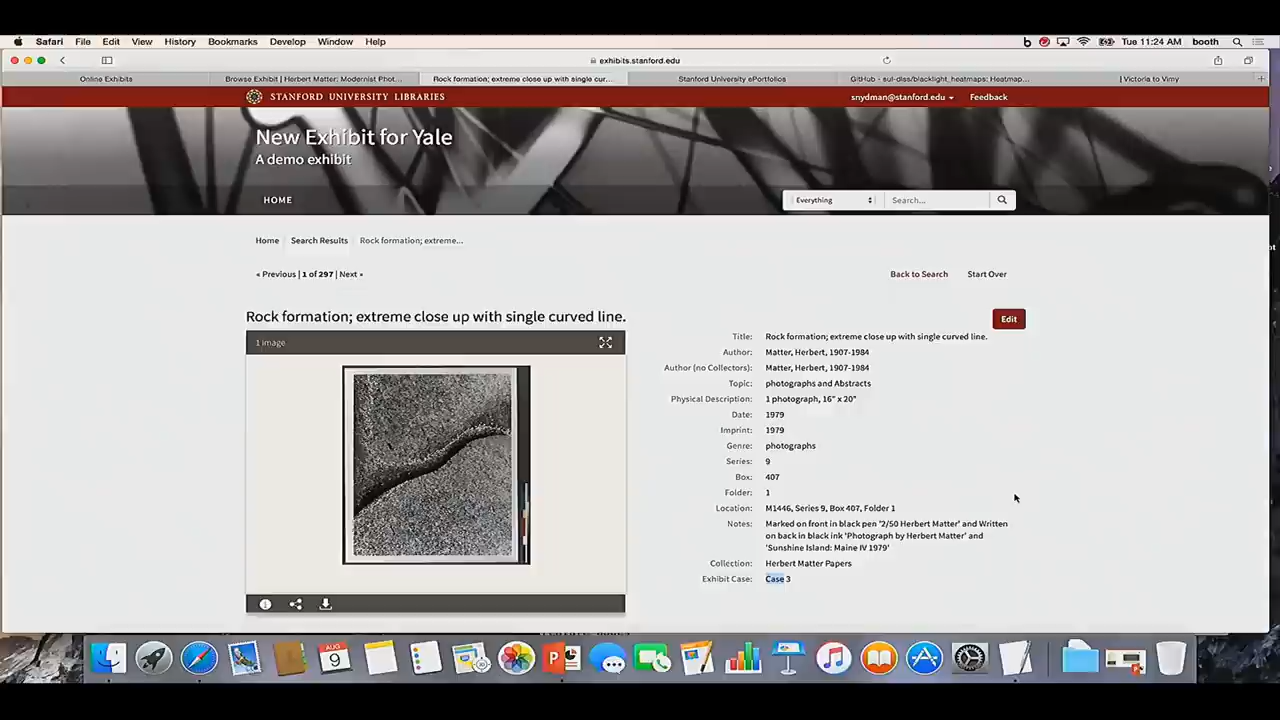 Safari File Edit View History Bookmarks Develop Window Help Tue 11:24 AM booth
exhibits.stanford.edu
Online Exhibits Browse Exhibit | Herbert Matter: Modernist Phot... Rock formation; extreme close up with single cur... Stanford University ePortfolios GitHub - sul-dlss/blacklight_heatmaps: Heatmap... | Victoria to Vimy
STANFORD UNIVERSITY LIBRARIES snydman@stanford.edu Feedback
New Exhibit for Yale
A demo exhibit
HOME Everything Search...
Home Search Results Rock formation; extreme...
« Previous | 1 of 297 | Next » Back to Search Start Over
Rock formation; extreme close up with single curved line.
Edit
1 image
Title: Rock formation; extreme close up with single curved line.
Author: Matter, Herbert, 1907-1984
Author (no Collectors): Matter, Herbert, 1907-1984
Topic: photographs and Abstracts
Physical Description: 1 photograph, 16" x 20"
Date: 1979
Imprint: 1979
Genre: photographs
Series: 9
Box: 407
Folder: 1
Location: M1446, Series 9, Box 407, Folder 1
Notes: Marked on front in black pen '2/50 Herbert Matter' and Written
on back in black ink 'Photograph by Herbert Matter' and
'Sunshine Island: Maine IV 1979'
Collection: Herbert Matter Papers
Exhibit Case: Case 3
AUG
9